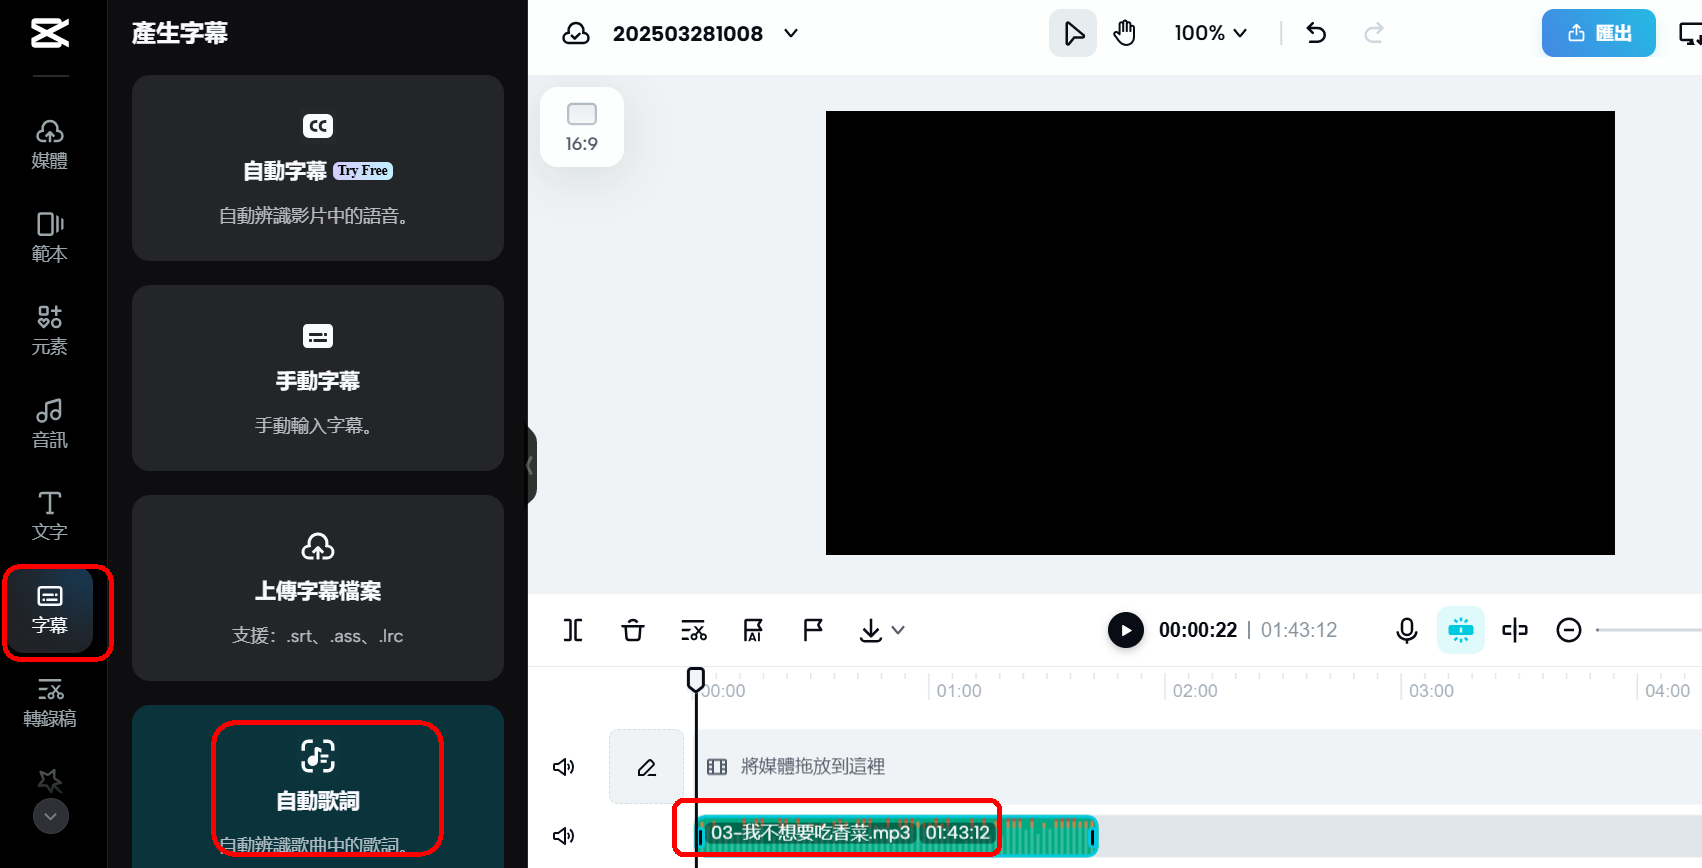 產生字幕
媒體
範本
元素
音訊
文字
字幕
轉錄稿
CC
自動字幕 Try Free
自動辨識影片中的語音。
手動字幕
手動輸入字幕。
上傳字幕檔案
支援：.srt、.ass、.lrc
自動歌詞
自動辨識歌曲中的歌詞。
202503281008
100%
匯出
16:9
AI
00:00:22 | 01:43:12
00:00 01:00 02:00 03:00 04:00
將媒體拖放到這裡
03-我不想要吃香菜.mp3 01:43:12